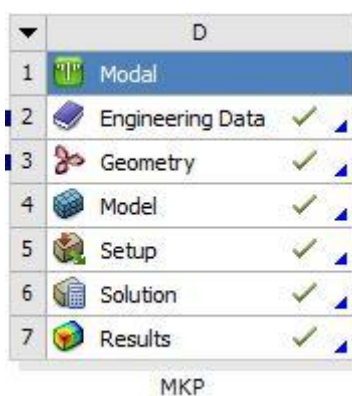 D
1 Modal
2 Engineering Data
3 Geometry
4 Model
5 Setup
6 Solution
7 Results
MKP